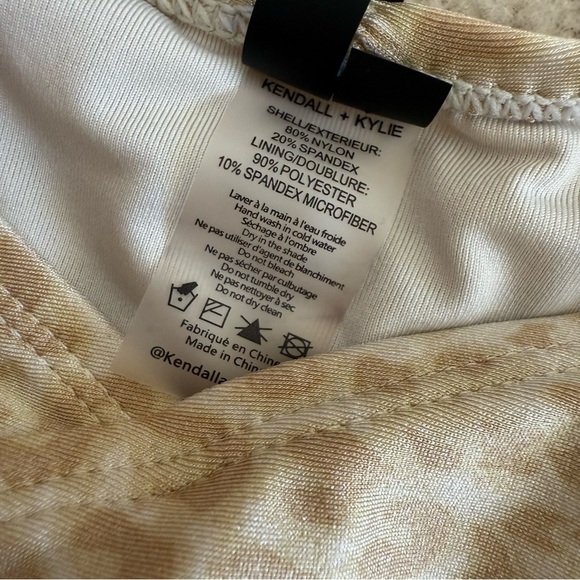 KENDALL + KYLIE
SHELL/EXTERIEUR:
80% NYLON
20% SPANDEX
LINING/DOUBLURE:
90% POLYESTER
10% SPANDEX MICROFIBER
Laver à la main à l'eau froide
Hand wash in cold water
Séchage à l'ombre
Dry in the shade
Ne pas utiliser d'agent de blanchiment
Do not bleach
Ne pas sécher par culbutage
Do not tumble dry
Ne pas nettoyer à sec
Do not dry clean
Fabriqué en Chine
Made in China